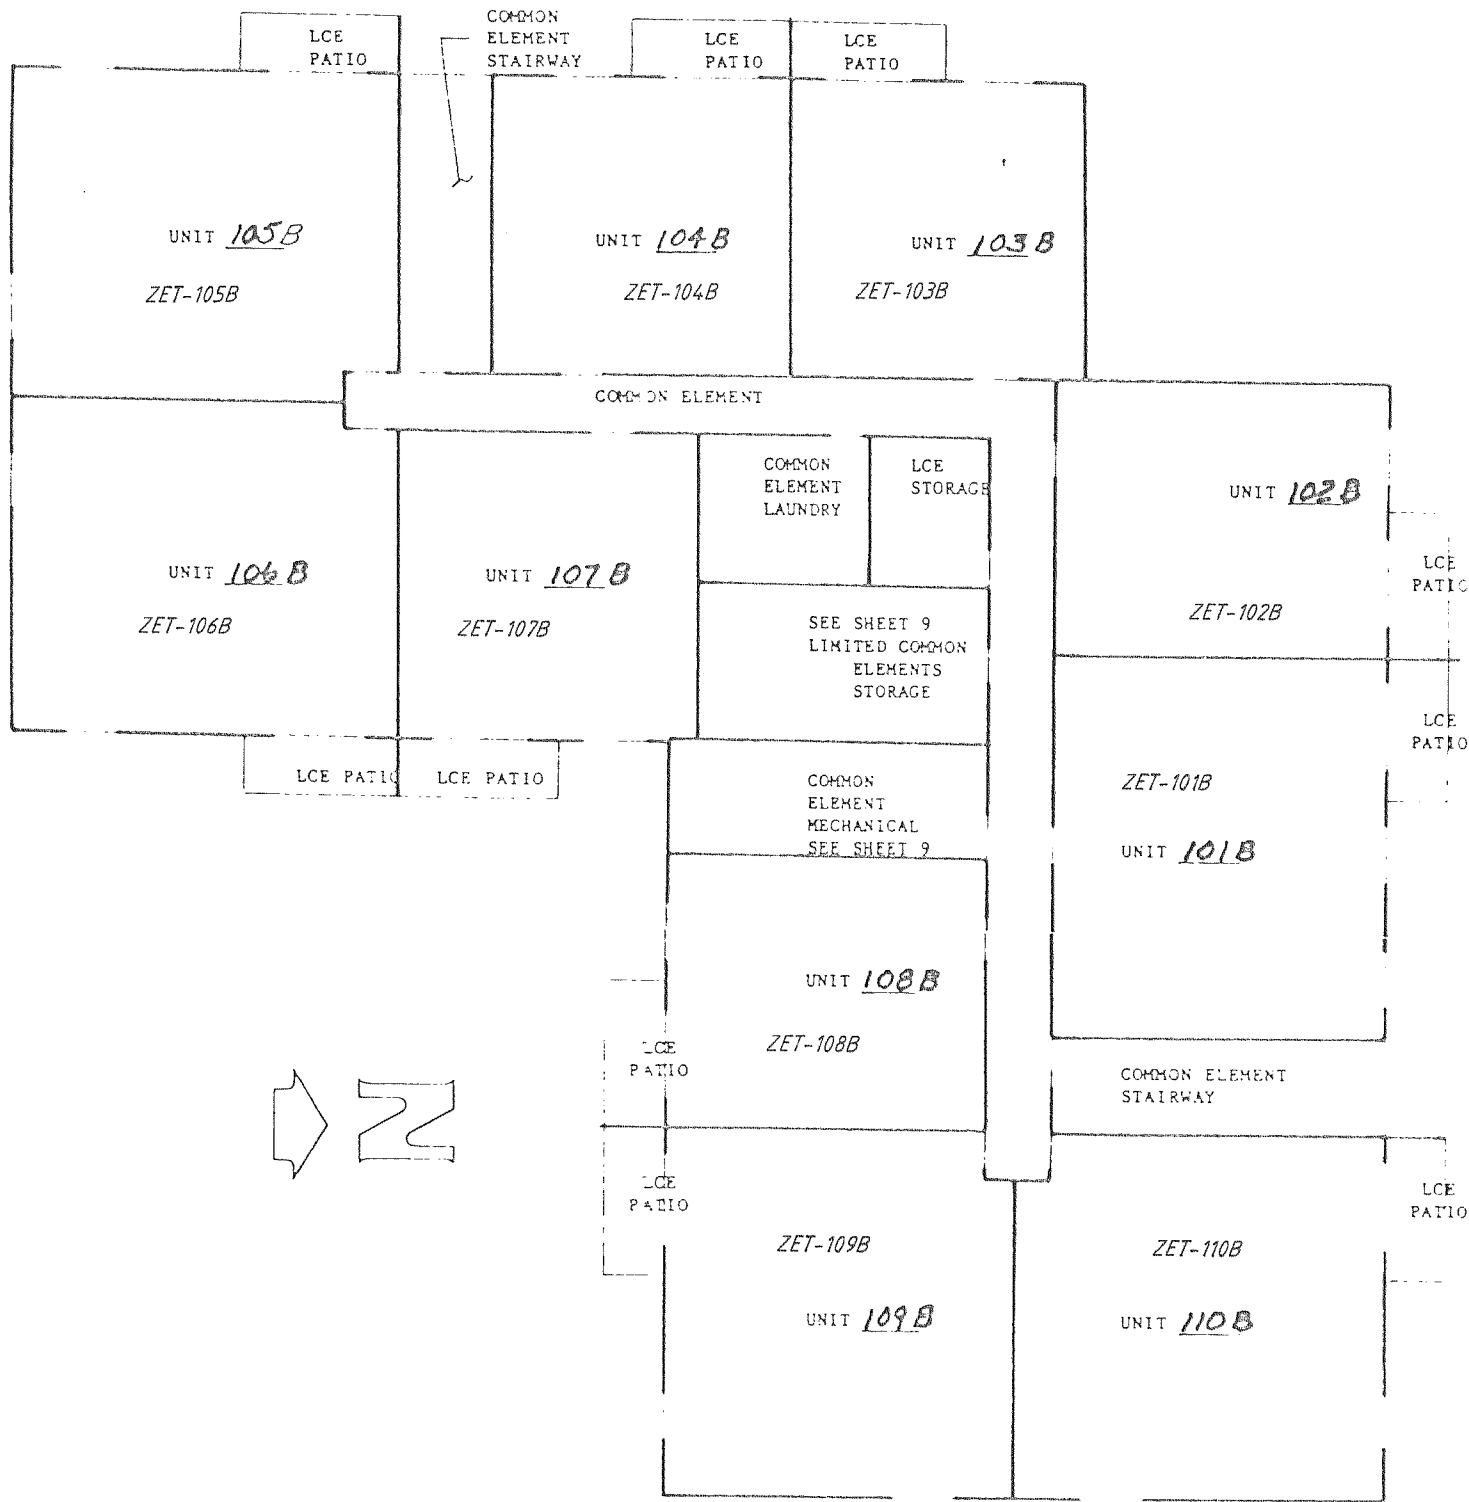 LCE
PATIO
COMMON
ELEMENT
STAIRWAY
LCE
PATIO
LCE
PATIO
UNIT 105B
ZET-105B
UNIT 104B
ZET-104B
UNIT 103B
ZET-103B
COMMON ELEMENT
COMMON
ELEMENT
LAUNDRY
LCE
STORAGE
UNIT 102B
ZET-102B
LCE
PATIO
UNIT 106B
ZET-106B
UNIT 107B
ZET-107B
SEE SHEET 9
LIMITED COMMON
ELEMENTS
STORAGE
LCE
PATIO
LCE PATIO
LCE PATIO
COMMON
ELEMENT
MECHANICAL
SEE SHEET 9
ZET-101B
UNIT 101B
UNIT 108B
ZET-108B
LCE
PATIO
COMMON ELEMENT
STAIRWAY
N
LCE
PATIO
LCE
PATIO
ZET-109B
UNIT 109B
ZET-110B
UNIT 110B